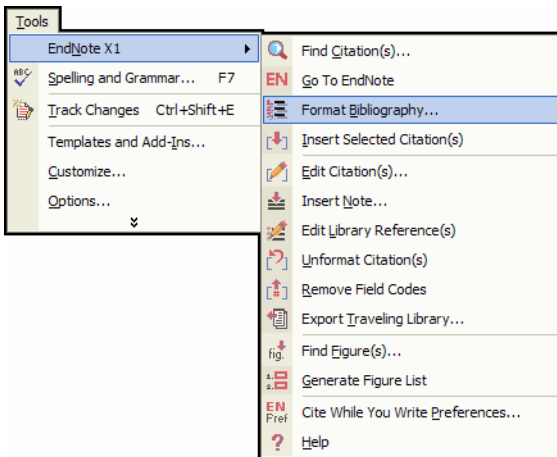 Tools
EndNote X1
ABC Spelling and Grammar... F7
Track Changes Ctrl+Shift+E
Templates and Add-Ins...
Customize...
Options...
Find Citation(s)...
EN Go To EndNote
Format Bibliography...
Insert Selected Citation(s)
Edit Citation(s)...
Insert Note...
Edit Library Reference(s)
Unformat Citation(s)
Remove Field Codes
Export Traveling Library...
fig. Find Figure(s)...
1. 2. Generate Figure List
EN Pref Cite While You Write Preferences...
? Help